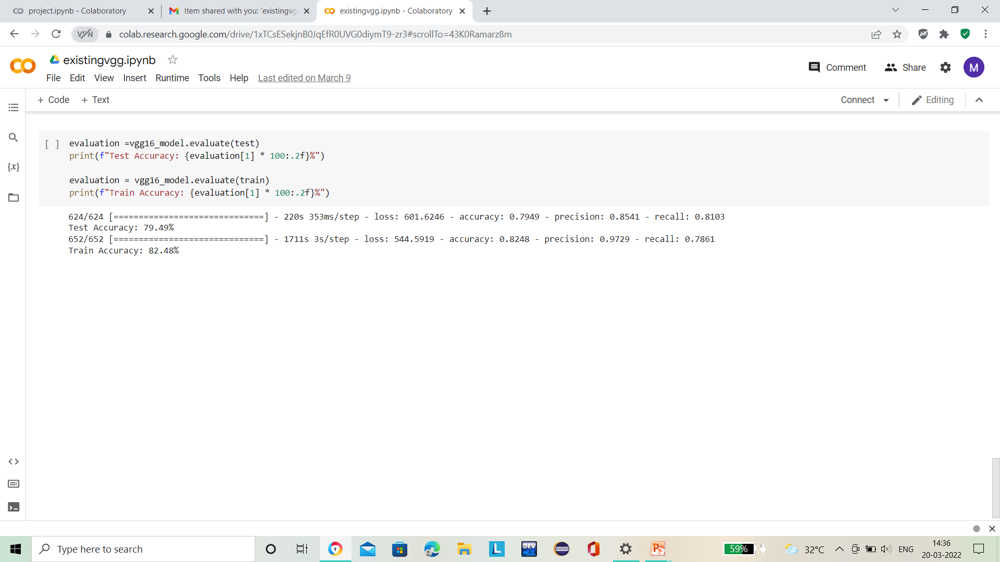 project.ipynb - Colaboratory
Item shared with you: 'existingvg
existingvgg.ipynb - Colaboratory
VPN
colab.research.google.com/drive/1xTCsESekjnB0JqEfR0UVG0diymT9-zr3#scrollTo=43K0Ramarz8m
existingvgg.ipynb
Comment
Share
M
File Edit View Insert Runtime Tools Help Last edited on March 9
+ Code + Text
Connect
Editing
[ ] evaluation =vgg16_model.evaluate(test)
print(f"Test Accuracy: {evaluation[1] * 100:.2f}%")
evaluation = vgg16_model.evaluate(train)
print(f"Train Accuracy: {evaluation[1] * 100:.2f}%")
{x}
624/624 [==============================] - 220s 353ms/step - loss: 601.6246 - accuracy: 0.7949 - precision: 0.8541 - recall: 0.8103
Test Accuracy: 79.49%
652/652 [==============================] - 1711s 3s/step - loss: 544.5919 - accuracy: 0.8248 - precision: 0.9729 - recall: 0.7861
Train Accuracy: 82.48%
Type here to search
L
DEV
C++
59%
32°C
ENG
14:36
20-03-2022